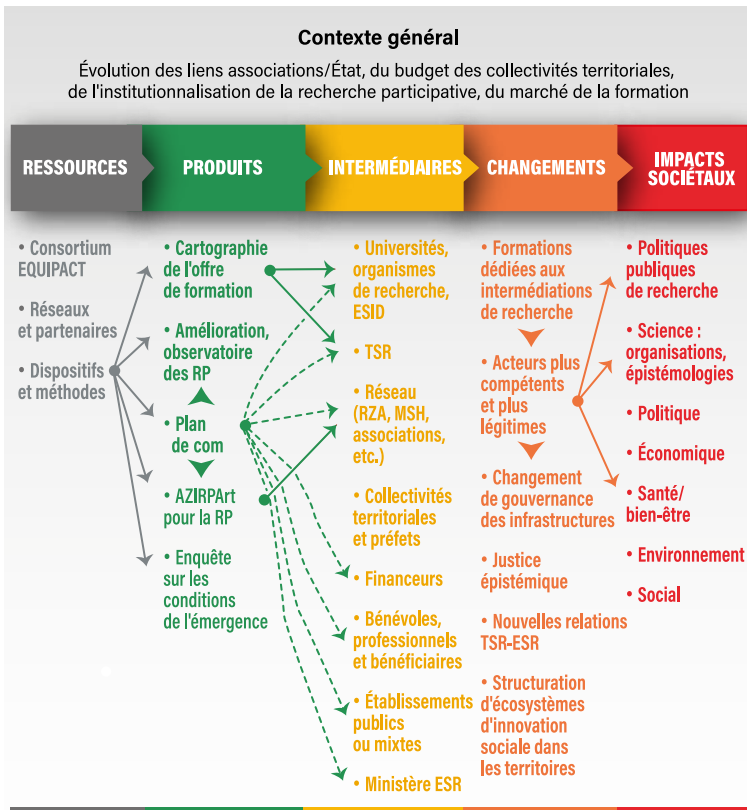 Contexte général
Évolution des liens associations/État, du budget des collectivités territoriales,
de l'institutionnalisation de la recherche participative, du marché de la formation
RESSOURCES
PRODUITS
INTERMÉDIAIRES
CHANGEMENTS
IMPACTS
SOCIÉTAUX
• Consortium
EQUIPACT
• Réseaux
et partenaires
• Dispositifs
et méthodes
• Cartographie
de l'offre
de formation
• Amélioration,
observatoire
des RP
• Plan
de com
• AZIRPArt
pour la RP
• Enquête
sur les
conditions
de l'émergence
• Universités,
organismes
de recherche,
ESID
• TSR
• Réseau
(RZA, MSH,
associations,
etc.)
• Collectivités
territoriales
et préfets
• Financeurs
• Bénévoles,
professionnels
et bénéficiaires
• Établissements
publics
ou mixtes
• Ministère ESR
• Formations
dédiées aux
intermédiations
de recherche
• Acteurs plus
compétents
et plus
légitimes
• Changement
de gouvernance
des infrastructures
• Justice
épistémique
• Nouvelles relations
TSR-ESR
• Structuration
d'écosystèmes
d'innovation
sociale dans
les territoires
• Politiques
publiques
de recherche
• Science :
organisations,
épistémologies
• Politique
• Économique
• Santé/
bien-être
• Environnement
• Social